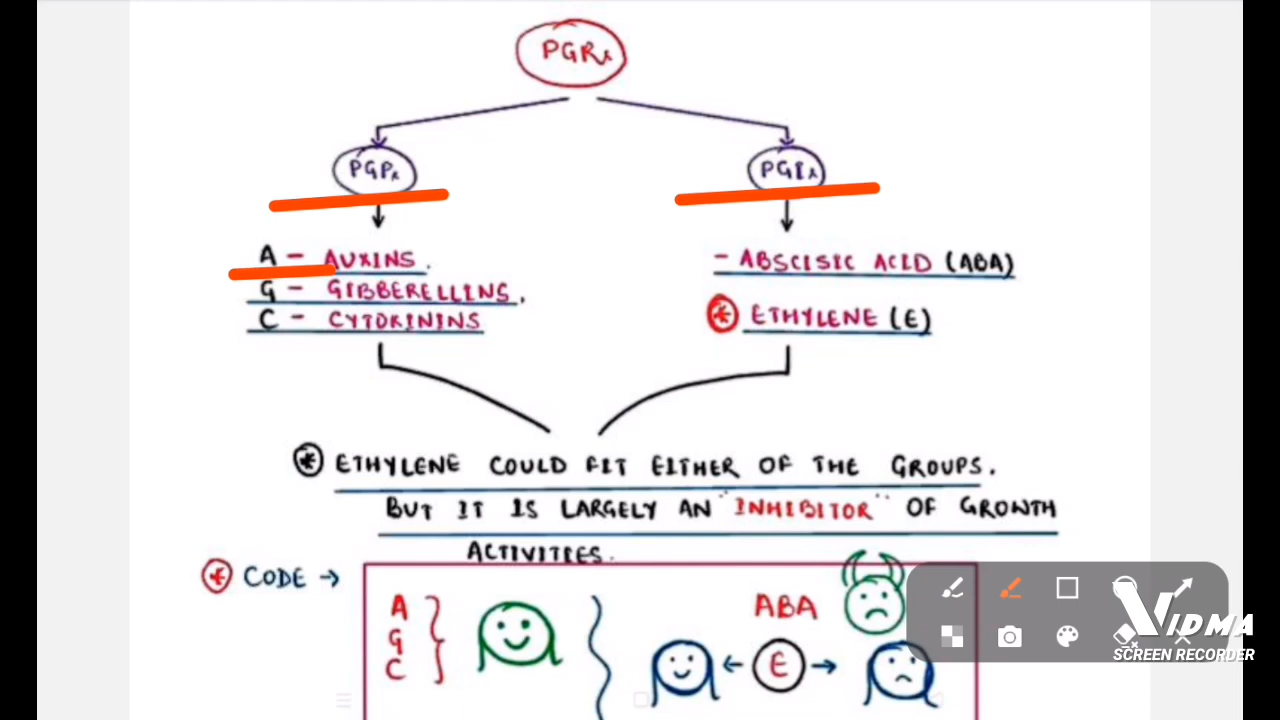 PGRs
PGPs
PGIs
A - AUXINS.
G - GIBBERELLINS,
C - CYTOKININS
- ABSCISIC ACID (ABA)
* ETHYLENE (E)
* ETHYLENE COULD FIT EITHER OF THE GROUPS.
BUT IT IS LARGELY AN "INHIBITOR" OF GROWTH
ACTIVITIES.
* CODE →
A
G
C
ABA
E
VIDMA
SCREEN RECORDER